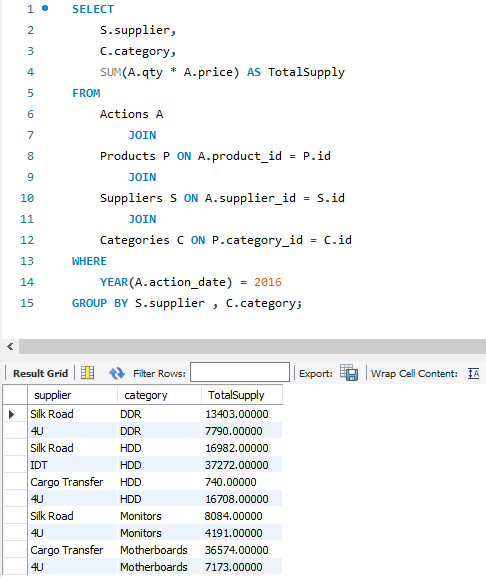 1 SELECT
2 S.supplier,
3 C.category,
4 SUM(A.qty * A.price) AS TotalSupply
5 FROM
6 Actions A
7 JOIN
8 Products P ON A.product_id = P.id
9 JOIN
10 Suppliers S ON A.supplier_id = S.id
11 JOIN
12 Categories C ON P.category_id = C.id
13 WHERE
14 YEAR(A.action_date) = 2016
15 GROUP BY S.supplier , C.category;
Result Grid Filter Rows: Export: Wrap Cell Content:
supplier category TotalSupply
Silk Road DDR 13403.00000
4U DDR 7790.00000
Silk Road HDD 16982.00000
IDT HDD 37272.00000
Cargo Transfer HDD 740.00000
4U HDD 16708.00000
Silk Road Monitors 8084.00000
4U Monitors 4191.00000
Cargo Transfer Motherboards 36574.00000
4U Motherboards 7173.00000